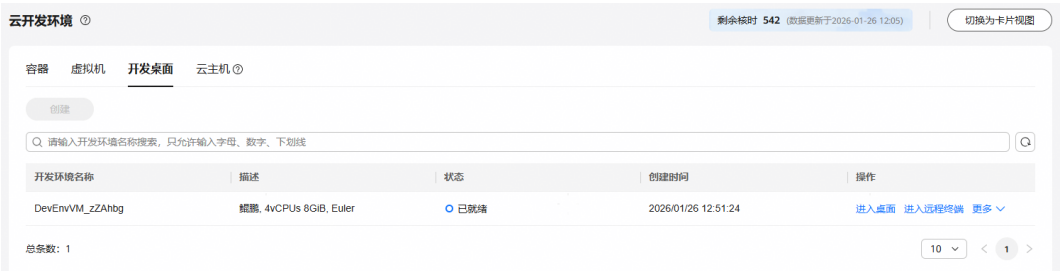 云开发环境
剩余核时 542 (数据更新于2026-01-26 12:05)
切换为卡片视图
容器 虚拟机 开发桌面 云主机
创建
请输入开发环境名称搜索，只允许输入字母、数字、下划线
开发环境名称 描述 状态 创建时间 操作
DevEnvVM_zZAhbg 鲲鹏, 4vCPUs 8GiB, Euler 已就绪 2026/01/26 12:51:24 进入桌面 进入远程终端 更多
总条数：1 10 1